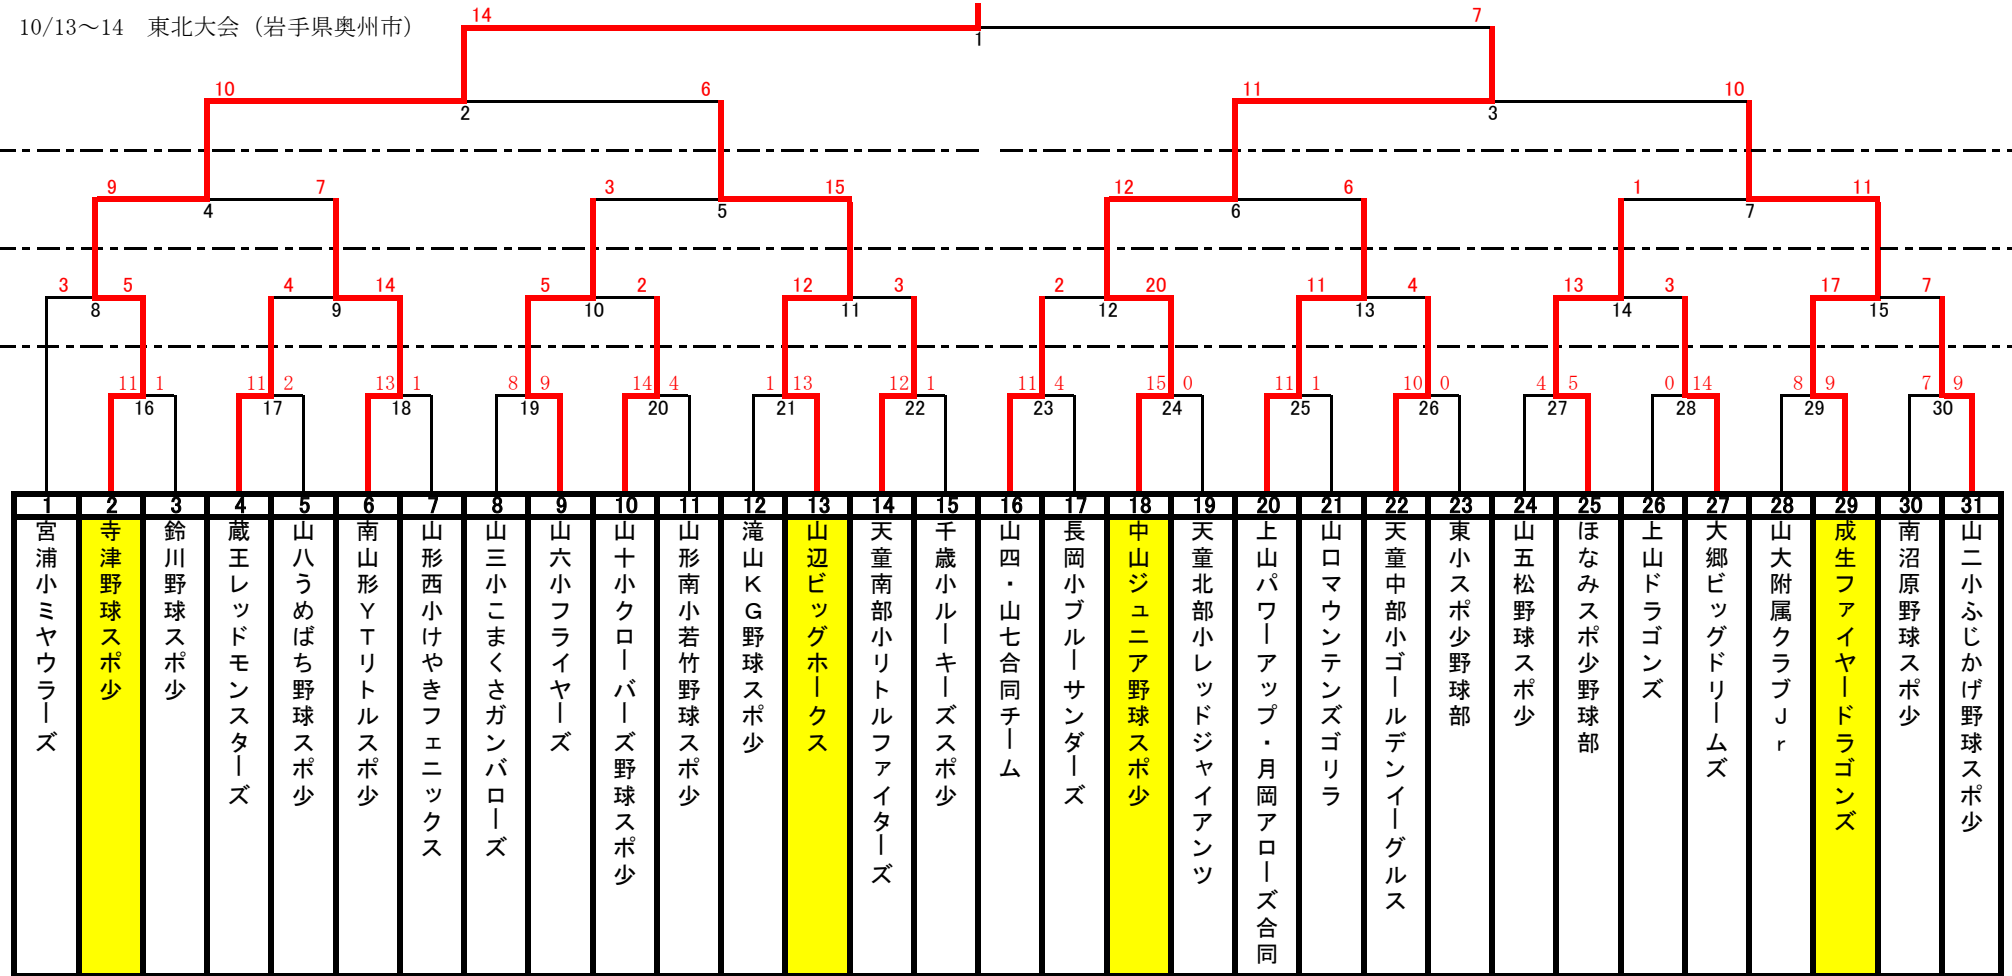 10/13～14　東北大会（岩手県奥州市）
14 7
1
10 6 11 10
2 3
9 7 3 15 12 6 1 11
4 5 6 7
3 5 4 14 5 2 12 3 2 20 11 4 13 3 17 7
8 9 10 11 12 13 14 15
11 1 11 2 13 1 8 9 14 4 1 13 12 1 11 4 15 0 11 1 10 0 4 5 0 14 8 9 7 9
16 17 18 19 20 21 22 23 24 25 26 27 28 29 30
1 2 3 4 5 6 7 8 9 10 11 12 13 14 15 16 17 18 19 20 21 22 23 24 25 26 27 28 29 30 31
宮浦小ミヤウラーズ
寺津野球スポ少
鈴川野球スポ少
蔵王レッドモンスターズ
山八うめばち野球スポ少
南山形ＹＴリトルスポ少
山形西小けやきフェニックス
山三小こまくさガンバローズ
山六小フライヤーズ
山十小クローバーズ野球スポ少
山形南小若竹野球スポ少
滝山ＫＧ野球スポ少
山辺ビッグホークス
天童南部小リトルファイターズ
千歳小ルーキーズスポ少
山四・山七合同チーム
長岡小ブルーサンダーズ
中山ジュニア野球スポ少
天童北部小レッドジャイアンツ
上山パワーアップ・月岡アローズ合同
山口マウンテンズゴリラ
天童中部小ゴールデンイーグルス
東小スポ少野球部
山五松野球スポ少
ほなみスポ少野球部
上山ドラゴンズ
大郷ビッグドリームズ
山大附属クラブＪｒ
成生ファイヤードラゴンズ
南沼原野球スポ少
山二小ふじかげ野球スポ少